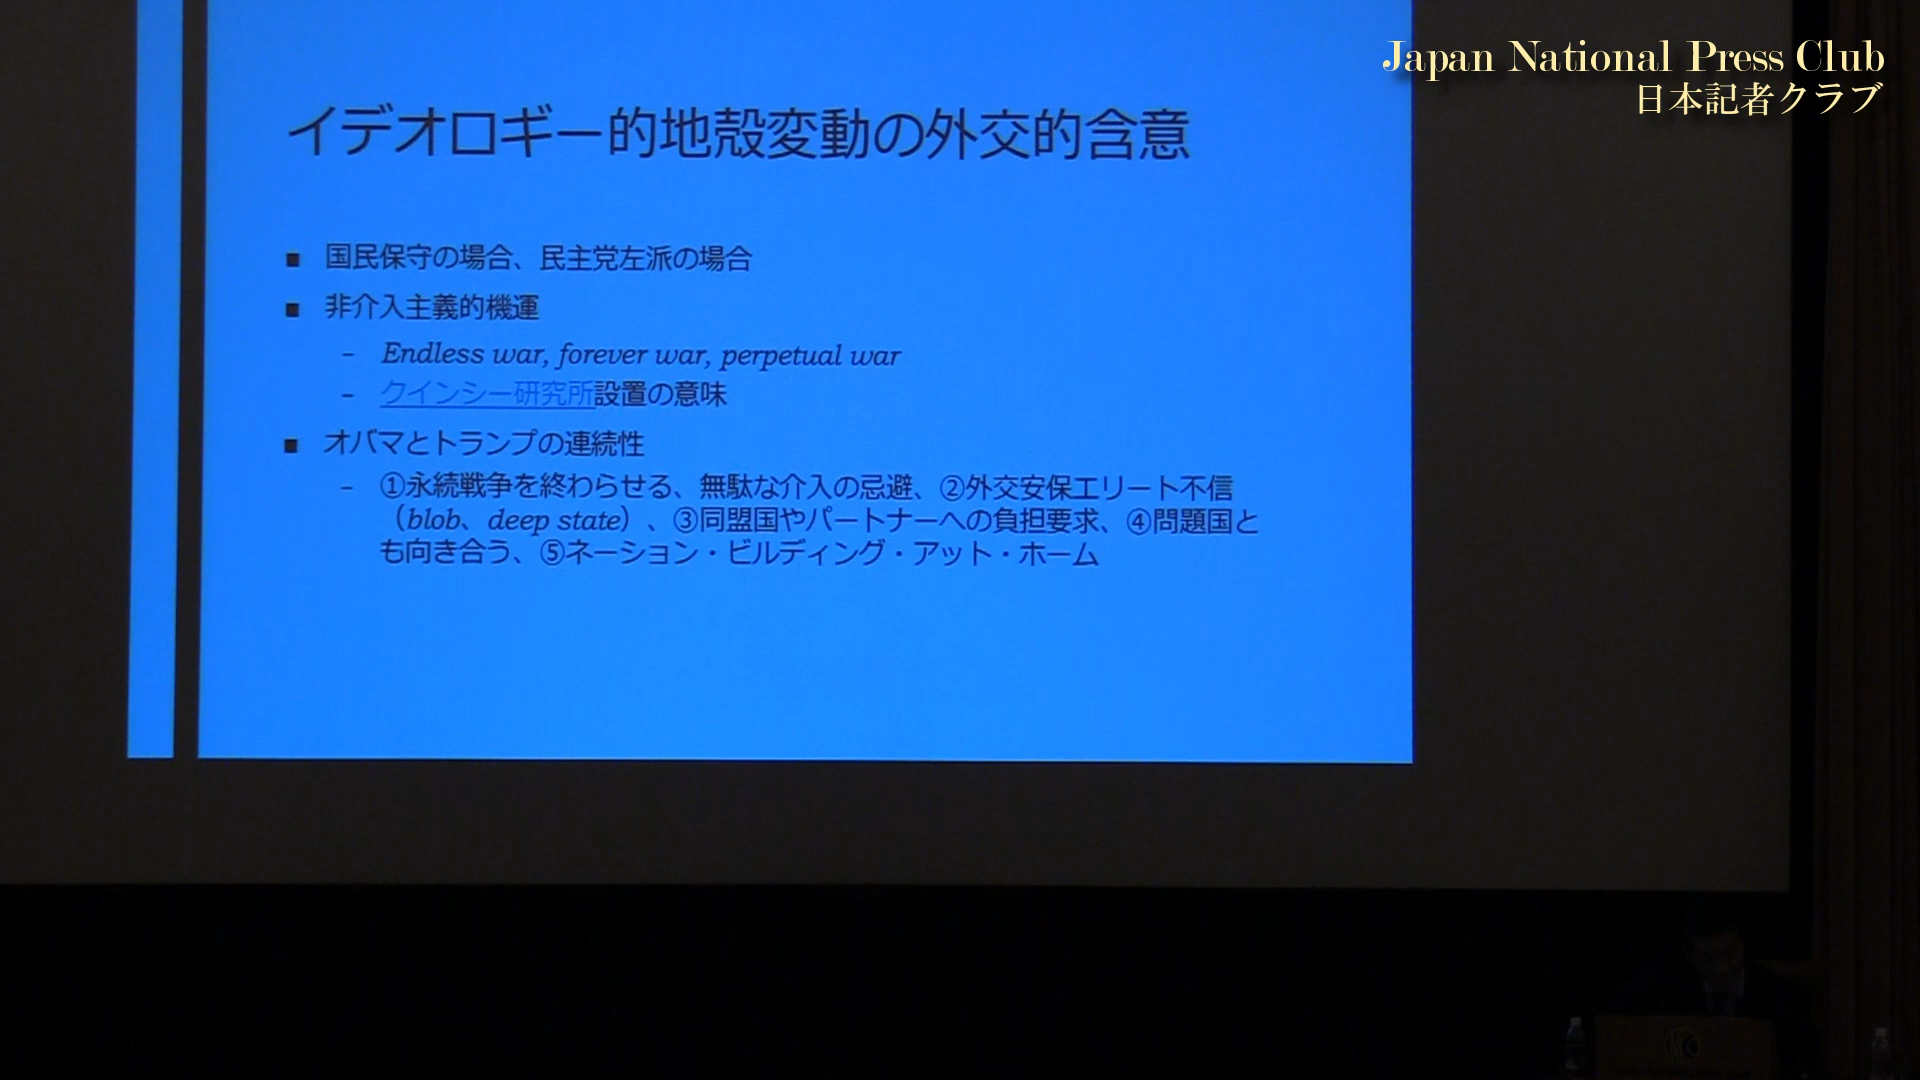 Japan National Press Club
日本記者クラブ
イデオロギー的地殻変動の外交的含意
■ 国民保守の場合、民主党左派の場合
■ 非介入主義的機運
– Endless war, forever war, perpetual war
– クインシー研究所設置の意味
■ オバマとトランプの連続性
– ①永続戦争を終わらせる、無駄な介入の忌避、②外交安保エリート不信
（blob、deep state）、③同盟国やパートナーへの負担要求、④問題国と
も向き合う、⑤ネーション・ビルディング・アット・ホーム